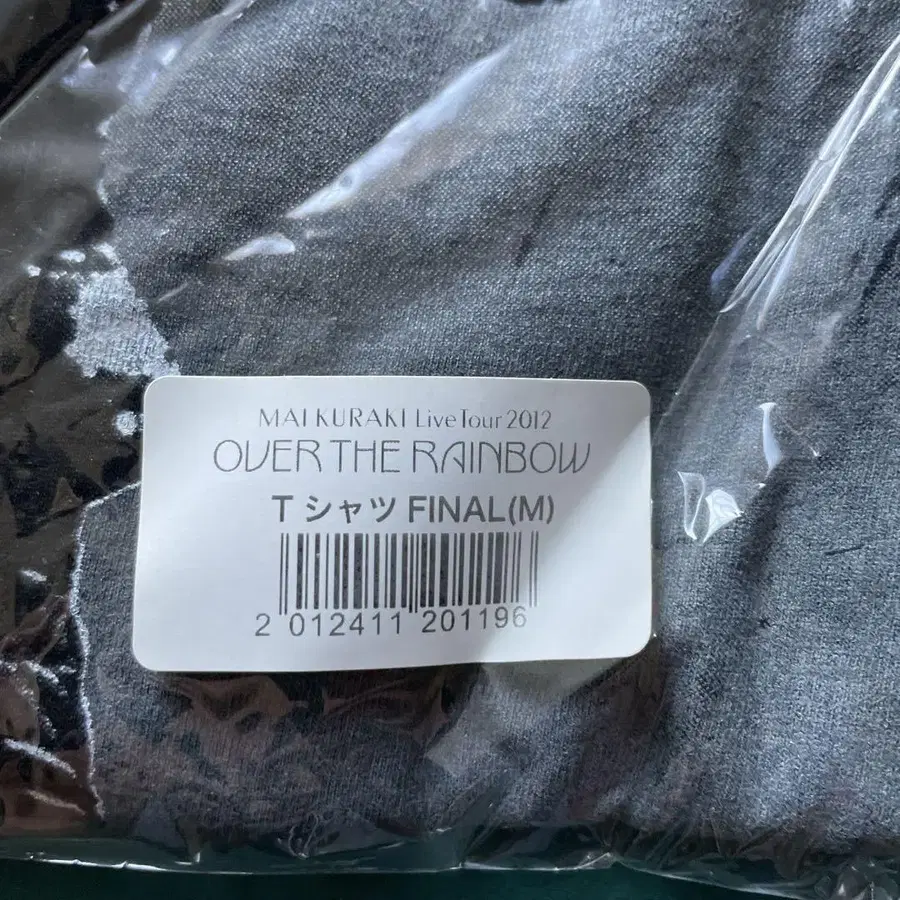 MAI KURAKI Live Tour 2012
OVER THE RAINBOW
T シャツ FINAL(M)
2 012411 201196